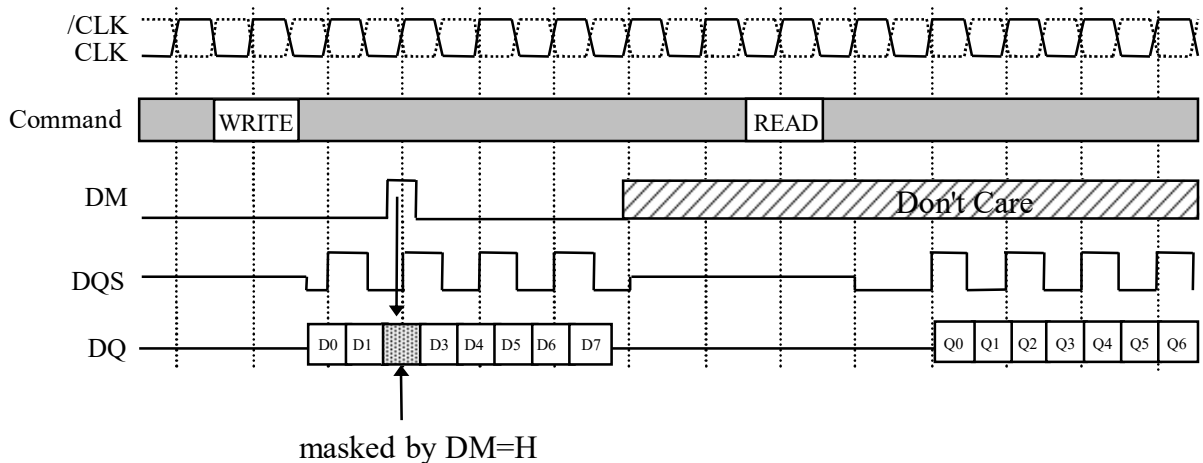 /CLK
CLK
Command WRITE READ
DM Don't Care
DQS
DQ D0 D1 D3 D4 D5 D6 D7 Q0 Q1 Q2 Q3 Q4 Q5 Q6
masked by DM=H